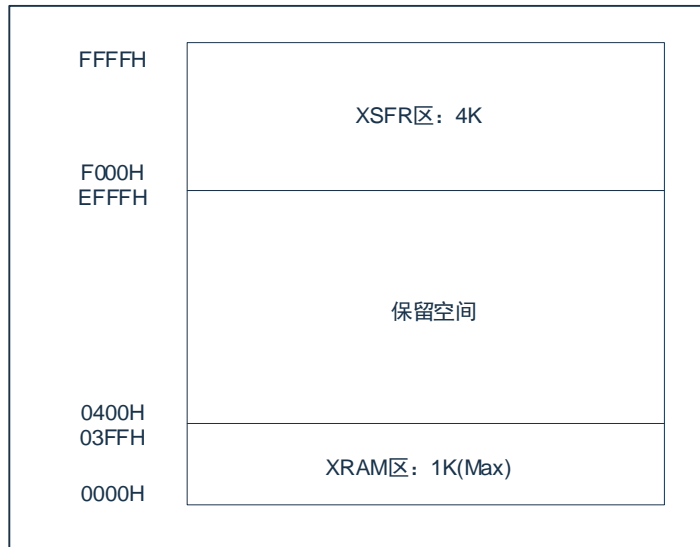 FFFFH
XSFR区：4K
F000H
EFFFH
保留空间
0400H
03FFH
XRAM区：1K(Max)
0000H